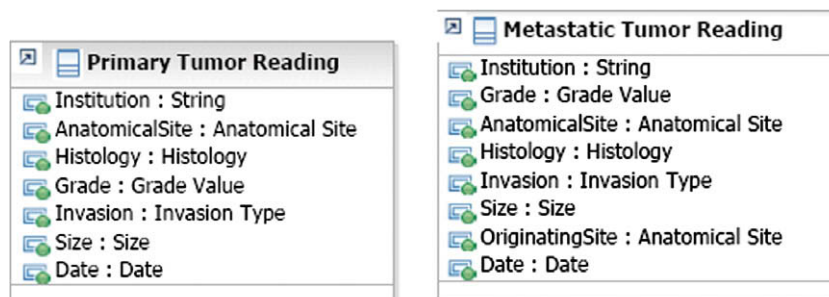 Primary Tumor Reading
Institution : String
AnatomicalSite : Anatomical Site
Histology : Histology
Grade : Grade Value
Invasion : Invasion Type
Size : Size
Date : Date
Metastatic Tumor Reading
Institution : String
Grade : Grade Value
AnatomicalSite : Anatomical Site
Histology : Histology
Invasion : Invasion Type
Size : Size
OriginatingSite : Anatomical Site
Date : Date